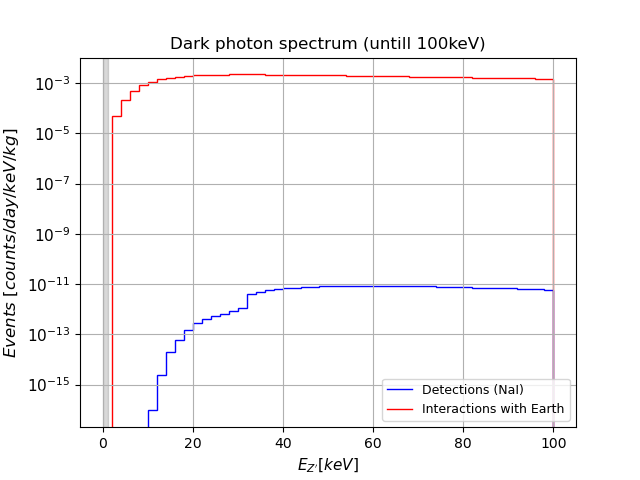 Dark photon spectrum (untill 100keV)
Events [counts/day/keV/kg]
10⁻³
10⁻⁵
10⁻⁷
10⁻⁹
10⁻¹¹
10⁻¹³
10⁻¹⁵
Detections (NaI)
Interactions with Earth
0 20 40 60 80 100
E_{Z'}[keV]